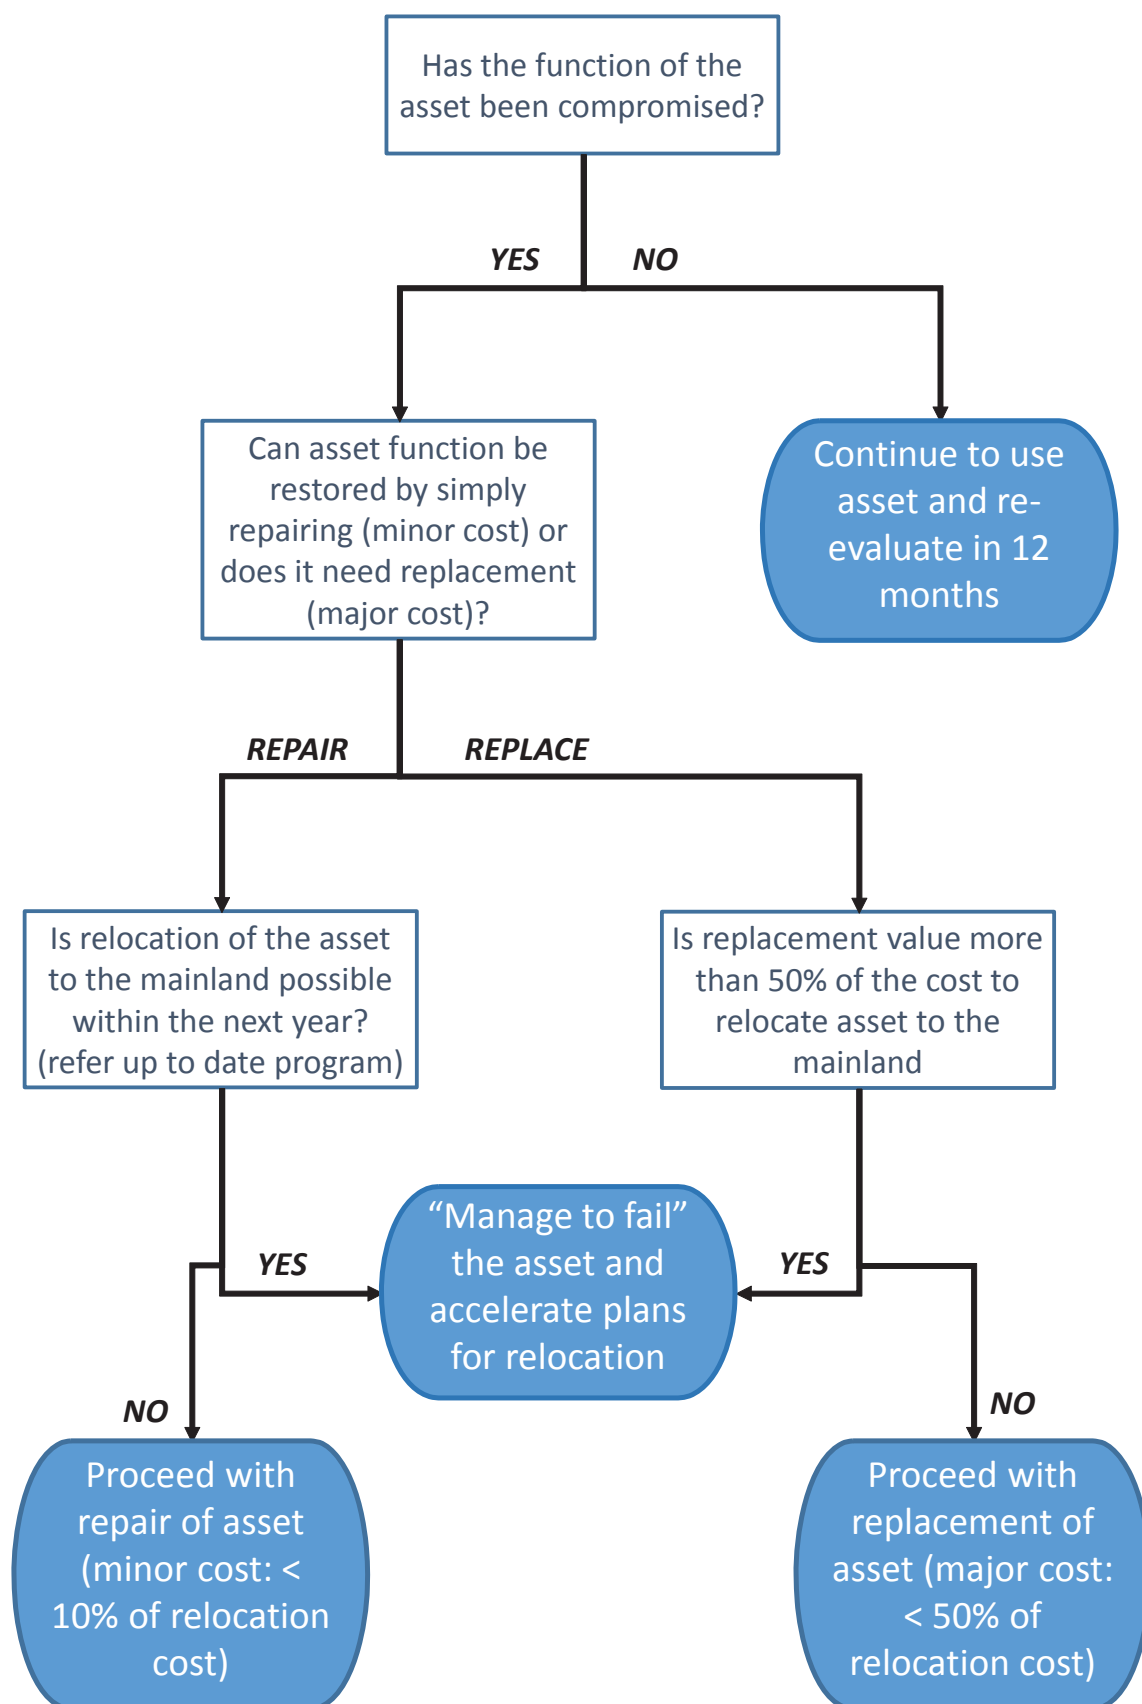 Has the function of the
asset been compromised?
YES
NO
Can asset function be
restored by simply
repairing (minor cost) or
does it need replacement
(major cost)?
Continue to use
asset and re-
evaluate in 12
months
REPAIR
REPLACE
Is relocation of the asset
to the mainland possible
within the next year?
(refer up to date program)
Is replacement value more
than 50% of the cost to
relocate asset to the
mainland
YES
“Manage to fail”
the asset and
accelerate plans
for relocation
YES
NO
NO
Proceed with
repair of asset
(minor cost: <
10% of relocation
cost)
Proceed with
replacement of
asset (major cost:
< 50% of
relocation cost)